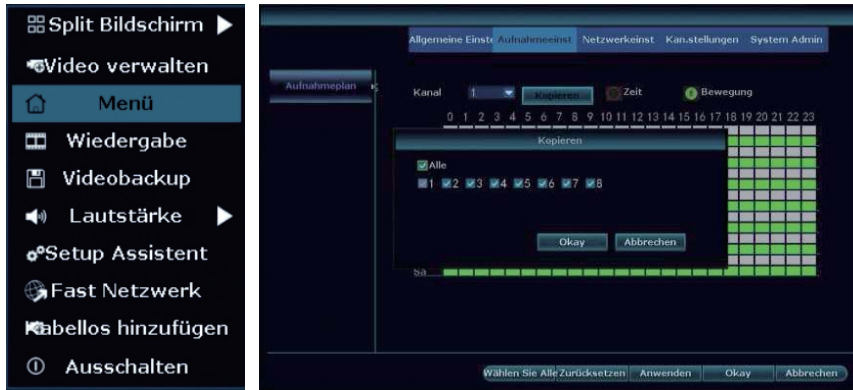 Split Bildschirm
Video verwalten
Menü
Wiedergabe
Videobackup
Lautstärke
Setup Assistent
Fast Netzwerk
Kabellos hinzufügen
Ausschalten
Allgemeine Einst Aufnahmeeinst Netzwerkeinst Kan.stellungen System Admin
Aufnahmeplan
Kanal 1 Kopieren Zeit Bewegung
0 1 2 3 4 5 6 7 8 9 10 11 12 13 14 15 16 17 18 19 20 21 22 23
Kopieren
Alle
1 2 3 4 5 6 7 8
Okay Abbrechen
Sa
Wählen Sie Alle Zurücksetzen Anwenden Okay Abbrechen